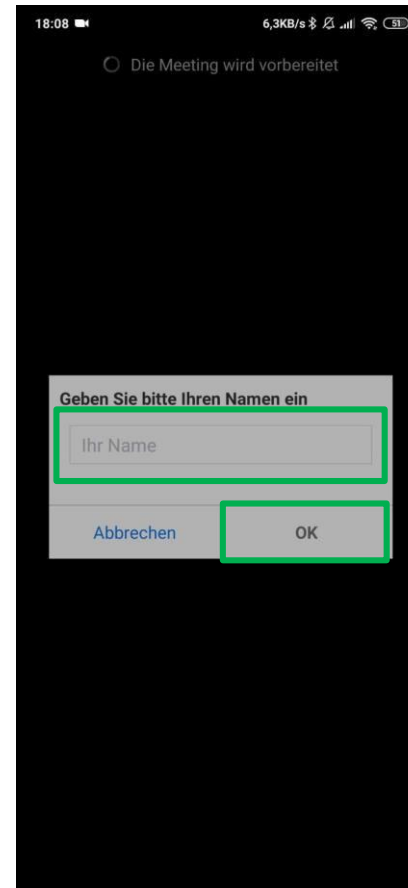 18:08 6,3KB/s 51
Die Meeting wird vorbereitet
Geben Sie bitte Ihren Namen ein
Ihr Name
Abbrechen OK